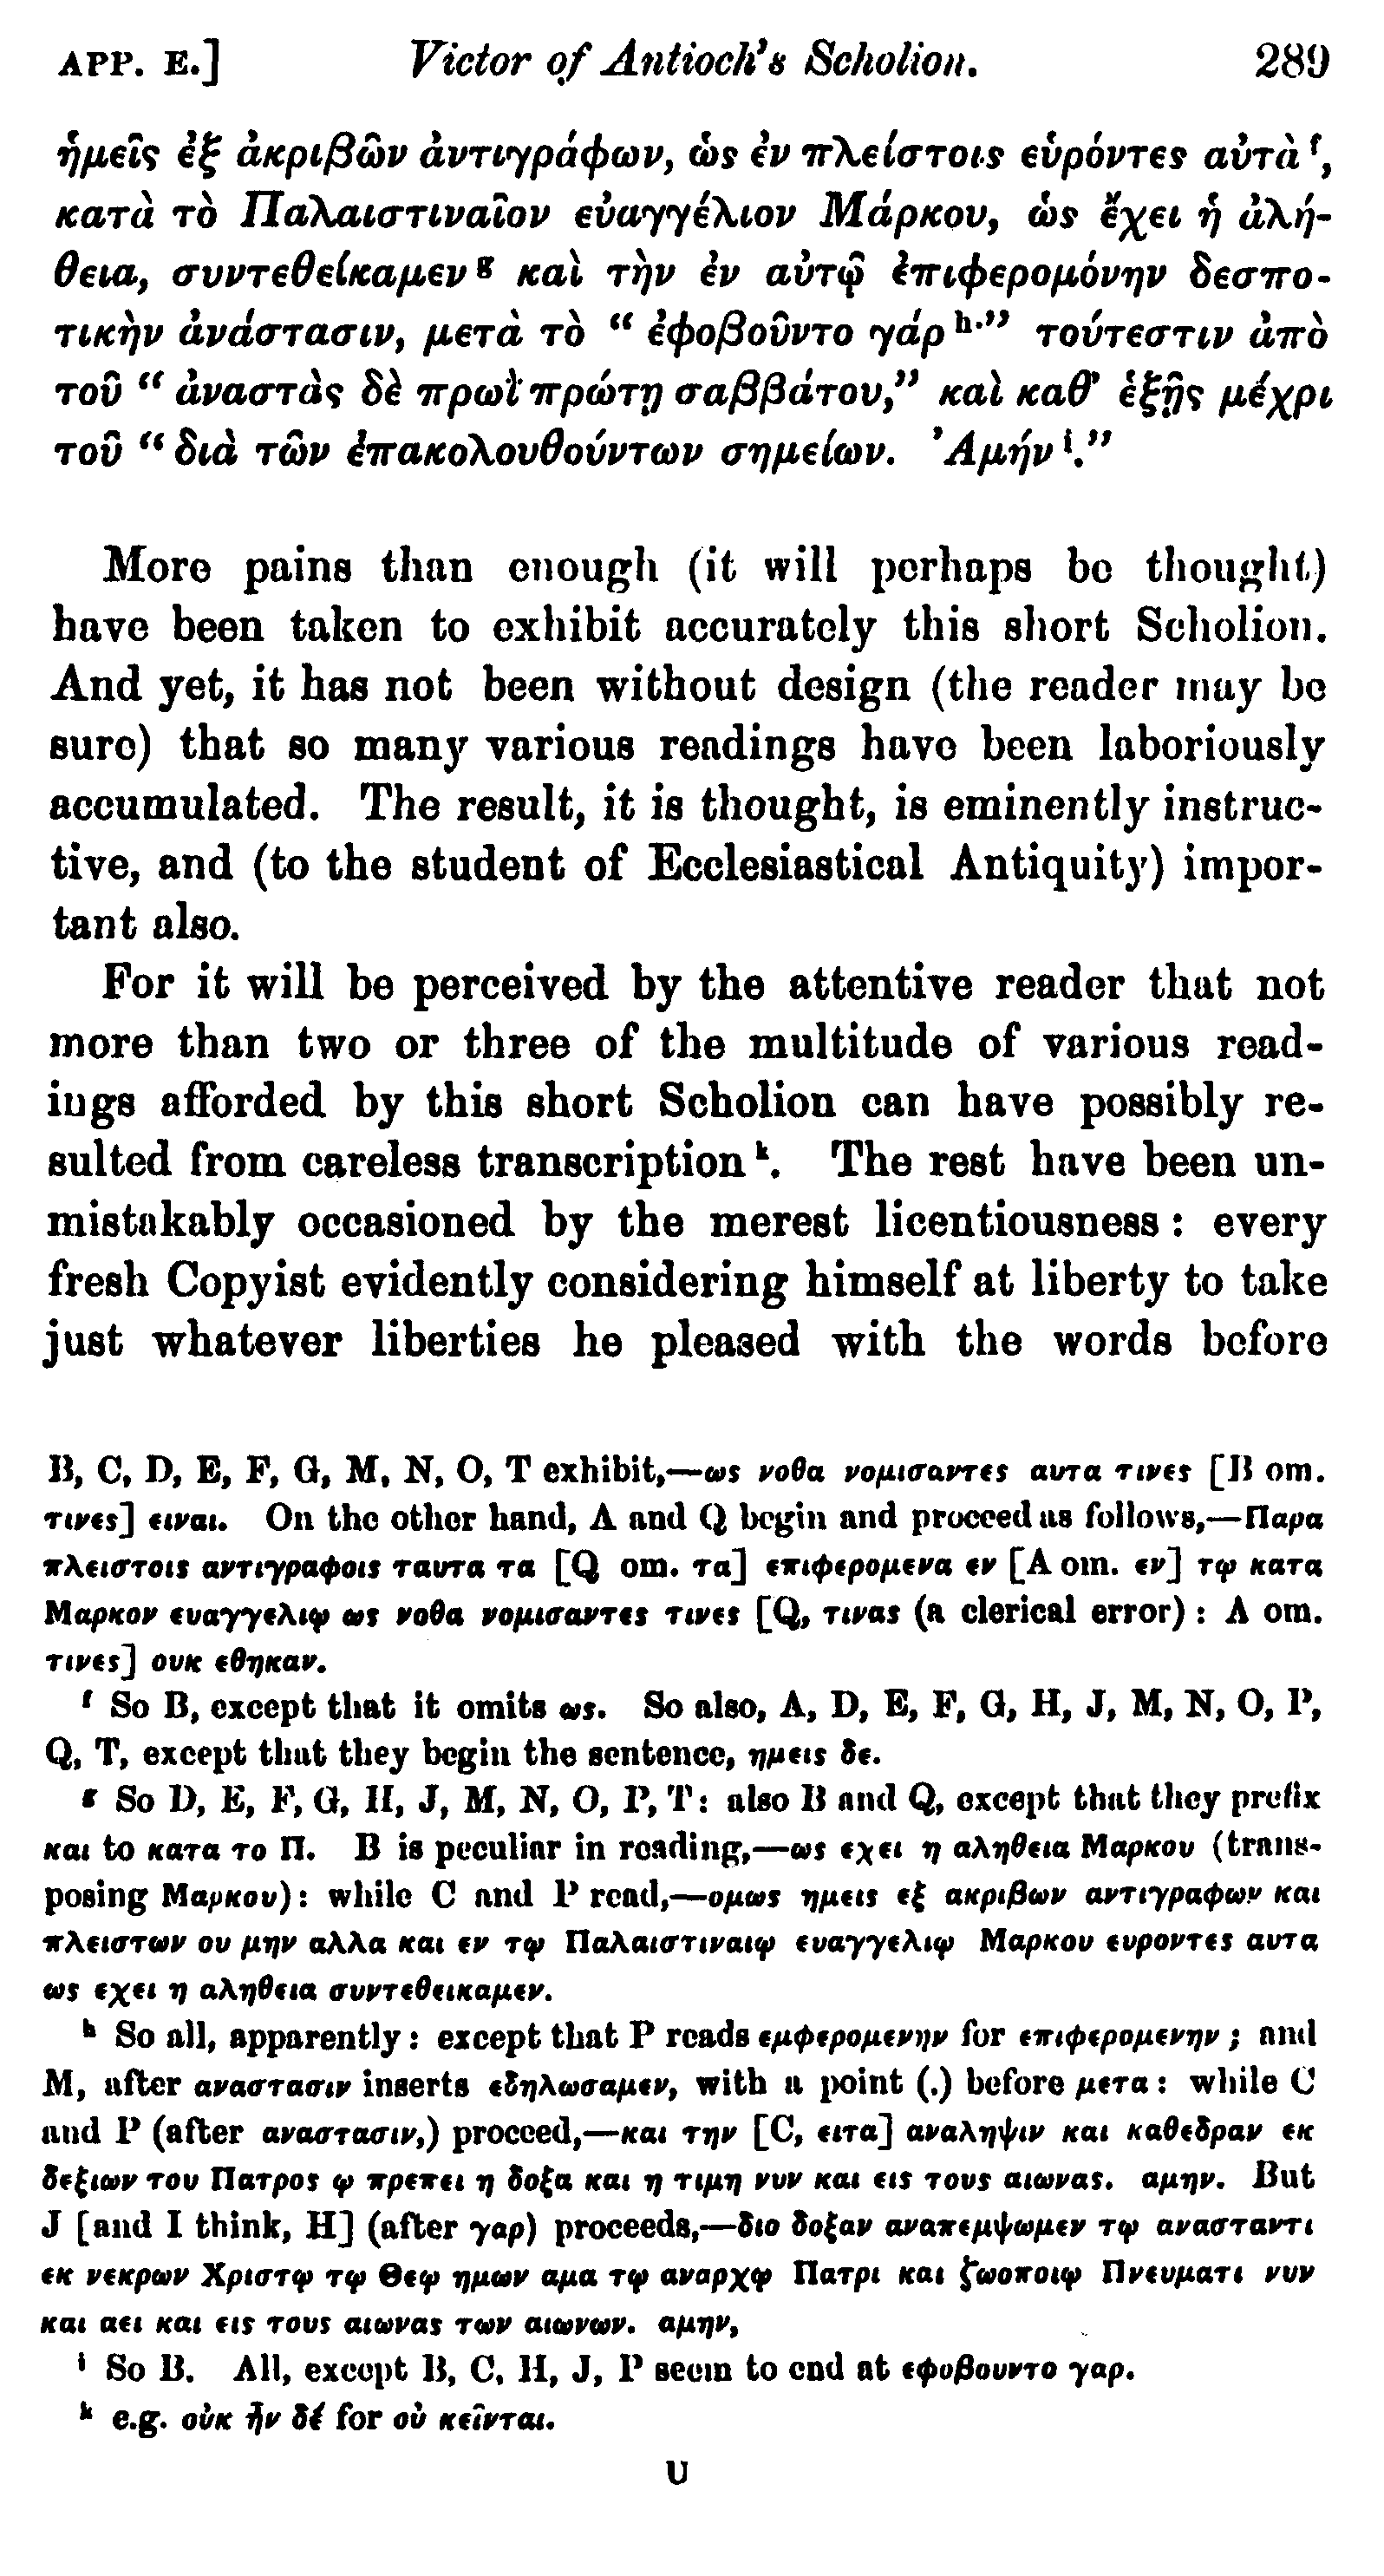 APP. E.] Victor of Antioch's Scholion. 289
ἡμεῖς ἐξ ἀκριβῶν ἀντιγράφων, ὡς ἐν πλείστοις εὑρόντες αὐτὰ f,
κατὰ τὸ Παλαιστιναῖον εὐαγγέλιον Μάρκου, ὡς ἔχει ἡ ἀλή-
θεια, συντεθείκαμεν g καὶ τὴν ἐν αὐτῷ ἐπιφερομόνην δεσπο-
τικὴν ἀνάστασιν, μετὰ τὸ “ ἐφοβοῦντο γάρ h.” τούτεστιν ἀπὸ
τοῦ “ ἀναστὰς δὲ πρωῒ πρώτῃ σαββάτου,” καὶ καθ’ ἑξῆς μέχρι
τοῦ “ διὰ τῶν ἐπακολουθούντων σημείων. Ἀμήν i.”
More pains than enough (it will perhaps be thought)
have been taken to exhibit accurately this short Scholion.
And yet, it has not been without design (the reader may be
sure) that so many various readings have been laboriously
accumulated. The result, it is thought, is eminently instruc-
tive, and (to the student of Ecclesiastical Antiquity) impor-
tant also.
For it will be perceived by the attentive reader that not
more than two or three of the multitude of various read-
ings afforded by this short Scholion can have possibly re-
sulted from careless transcription k. The rest have been un-
mistakably occasioned by the merest licentiousness : every
fresh Copyist evidently considering himself at liberty to take
just whatever liberties he pleased with the words before
B, C, D, E, F, G, M, N, O, T exhibit,—ως νοθα νομισαντες αυτα τινες [B om.
τινες] ειναι. On the other hand, A and Q begin and proceed as follows,—Παρα
πλειστοις αντιγραφοις ταυτα τα [Q om. τα] επιφερομενα εν [A om. εν] τῳ κατα
Μαρκον ευαγγελιῳ ως νοθα νομισαντες τινες [Q, τινας (a clerical error) : A om.
τινες] ουκ εθηκαν.
f So B, except that it omits ως. So also, A, D, E, F, G, H, J, M, N, O, P,
Q, T, except that they begin the sentence, ημεις δε.
g So D, E, F, G, H, J, M, N, O, P, T : also B and Q, except that they prefix
και to κατα το Π. B is peculiar in reading,—ως εχει η αληθεια Μαρκου (trans-
posing Μαρκου) : while C and P read,—ομως ημεις εξ ακριβων αντιγραφων και
πλειστων ου μην αλλα και εν τῳ Παλαιστιναιῳ ευαγγελιῳ Μαρκου ευροντες αυτα
ως εχει η αληθεια συντεθεικαμεν.
h So all, apparently : except that P reads εμφερομενην for επιφερομενην ; and
M, after αναστασιν inserts εδηλωσαμεν, with a point (.) before μετα : while C
and P (after αναστασιν,) proceed,—και την [C, ειτα] αναληψιν και καθεδραν εκ
δεξιων του Πατρος ῳ πρεπει η δοξα και η τιμη νυν και εις τους αιωνας. αμην. But
J [and I think, H] (after γαρ) proceeds,—διο δοξαν αναπεμψωμεν τῳ ανασταντι
εκ νεκρων Χριστῳ τῳ Θεῳ ημων αμα τῳ αναρχῳ Πατρι και ζωοποιῳ Πνευματι νυν
και αει και εις τους αιωνας των αιωνων. αμην,
i So B. All, except B, C, H, J, P seem to end at εφοβουντο γαρ.
k e.g. οὐκ ἦν δέ for οὐ κεῖνται.
U